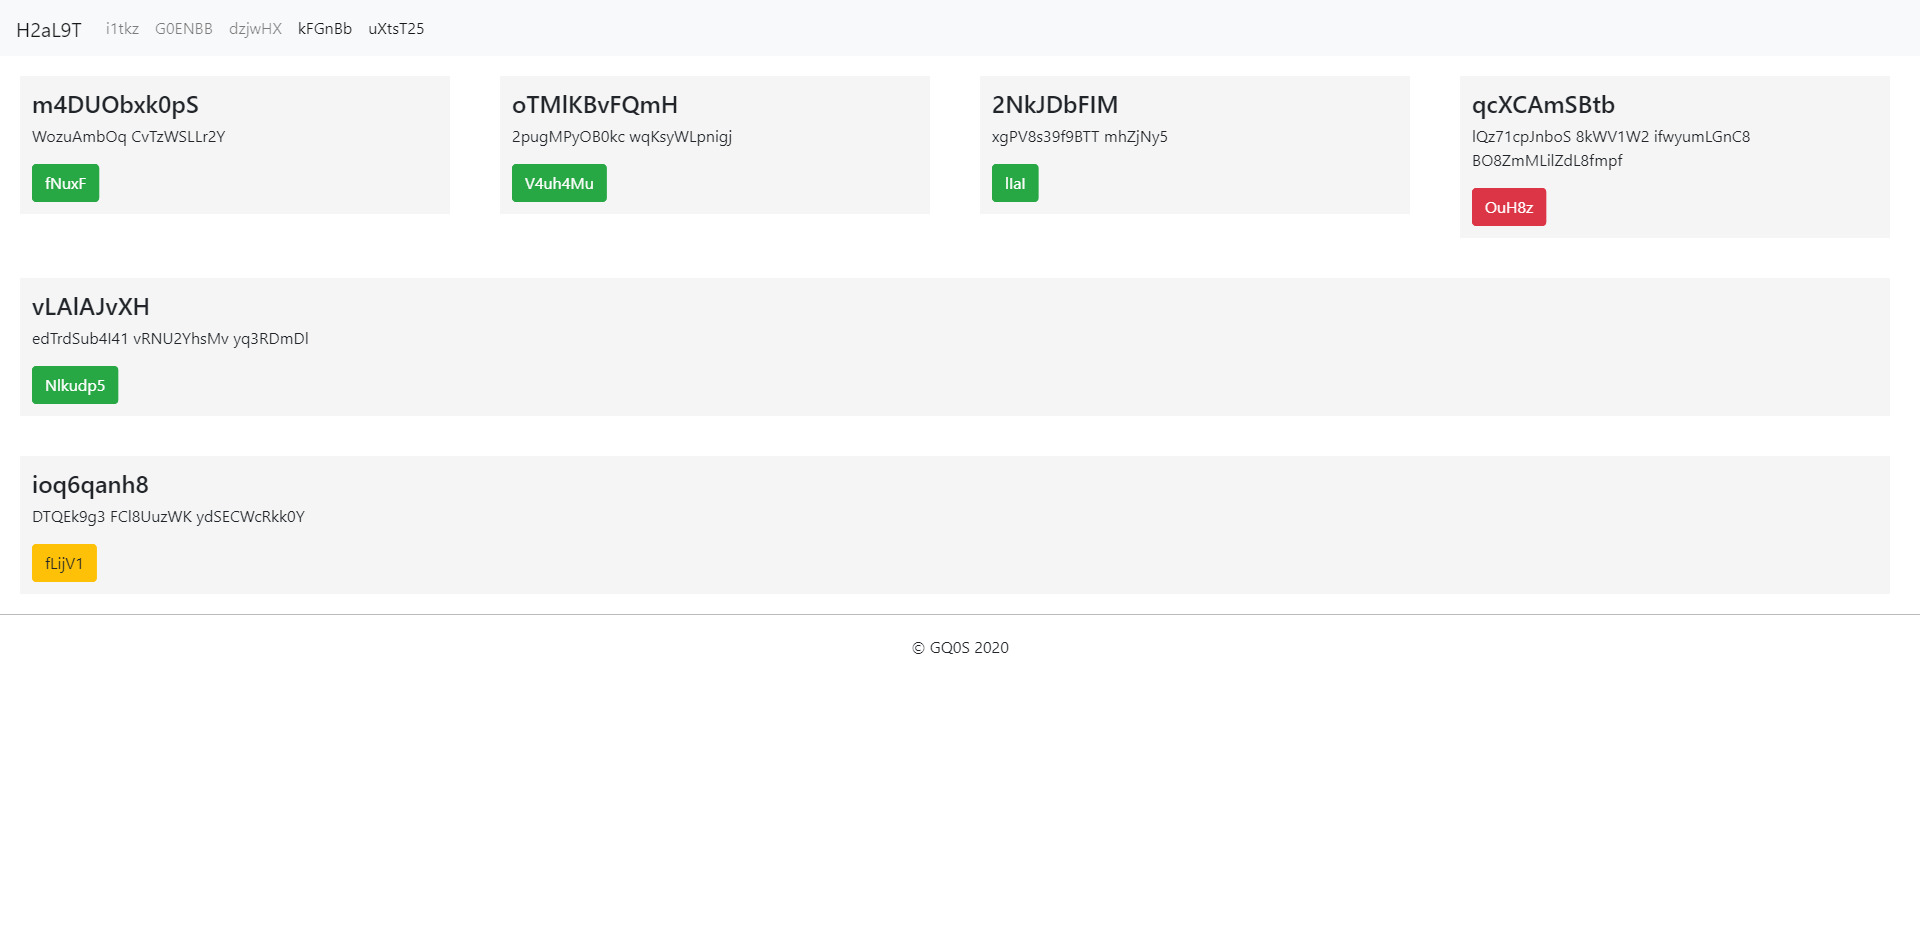 H2aL9T i1tkz G0ENBB dzjwHX kFGnBb uXtsT25
m4DUObxk0pS
WozuAmbOq CvTzWSLLr2Y
fNuxF
oTMlKBvFQmH
2pugMPyOB0kc wqKsyWLpnigj
V4uh4Mu
2NkJDbFIM
xgPV8s39f9BTT mhZjNy5
lIaI
qcXCAmSBtb
lQz71cpJnboS 8kWV1W2 ifwyumLGnC8
BO8ZmMLilZdL8fmpf
OuH8z
vLAlAJvXH
edTrdSub4I41 vRNU2YhsMv yq3RDmDl
Nlkudp5
ioq6qanh8
DTQEk9g3 FCl8UuzWK ydSECWcRkk0Y
fLijV1
© GQ0S 2020